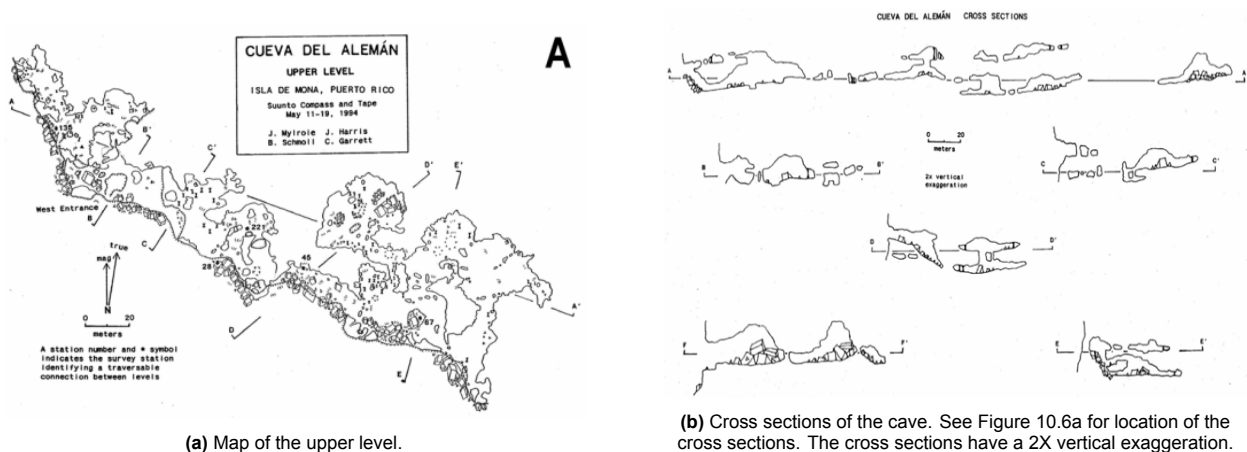 CUEVA DEL ALEMÁN
UPPER LEVEL
ISLA DE MONA, PUERTO RICO
Suunto Compass and Tape
May 11-19, 1994
J. Mylroie J. Harris
B. Schmoll C. Garrett
A
A
135
B'
C'
D'
E'
West Entrance
B
C
221
28
45
67
A'
D
E
true
mag
N
0 20
meters
A station number and * symbol
indicates the survey station
identifying a traversable
connection between levels
(a) Map of the upper level.
CUEVA DEL ALEMÁN CROSS SECTIONS
A
B
B'
0 20
meters
2x vertical
exaggeration
C
C'
D
D'
F
F'
E
E'
(b) Cross sections of the cave. See Figure 10.6a for location of the
cross sections. The cross sections have a 2X vertical exaggeration.